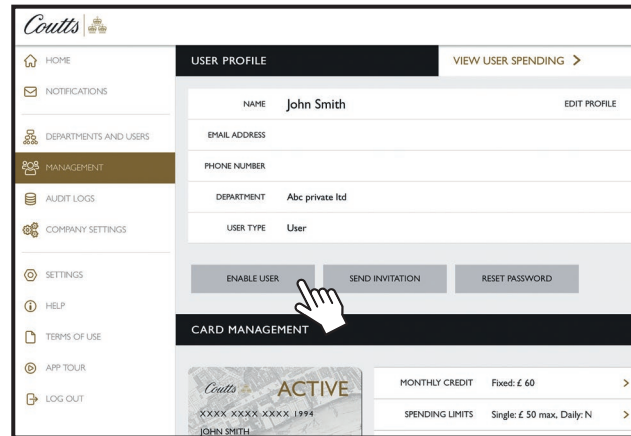 Coutts
HOME
NOTIFICATIONS
DEPARTMENTS AND USERS
MANAGEMENT
AUDIT LOGS
COMPANY SETTINGS
SETTINGS
HELP
TERMS OF USE
APP TOUR
LOG OUT
USER PROFILE
VIEW USER SPENDING >
NAME John Smith EDIT PROFILE
EMAIL ADDRESS
PHONE NUMBER
DEPARTMENT Abc private ltd
USER TYPE User
ENABLE USER SEND INVITATION RESET PASSWORD
CARD MANAGEMENT
Coutts ACTIVE
XXXX XXXX XXXX 1994
JOHN SMITH
MONTHLY CREDIT Fixed: £ 60 >
SPENDING LIMITS Single: £ 50 max, Daily: N >